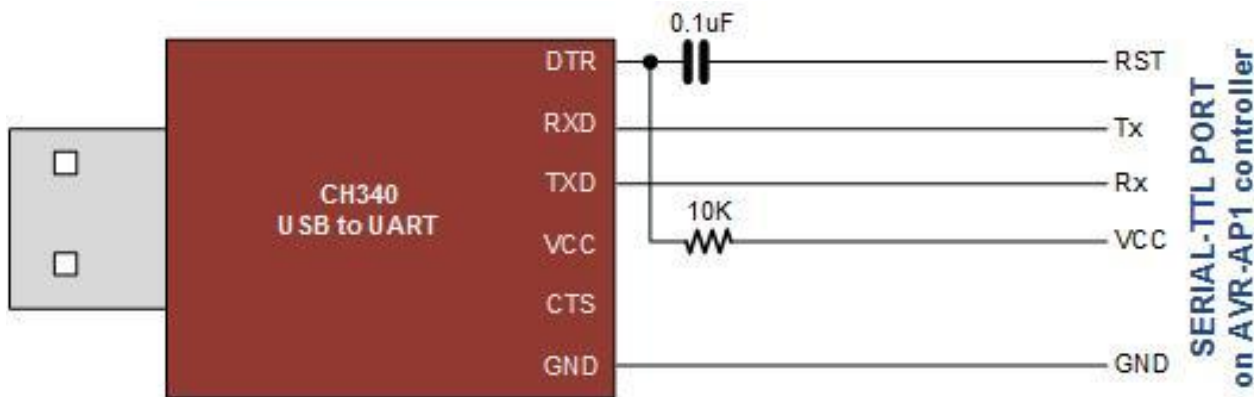 0.1uF
DTR
RST
RXD
Tx
CH340
USB to UART
TXD
Rx
10K
VCC
VCC
CTS
GND
GND
SERIAL-TTL PORT
on AVR-AP1 controller